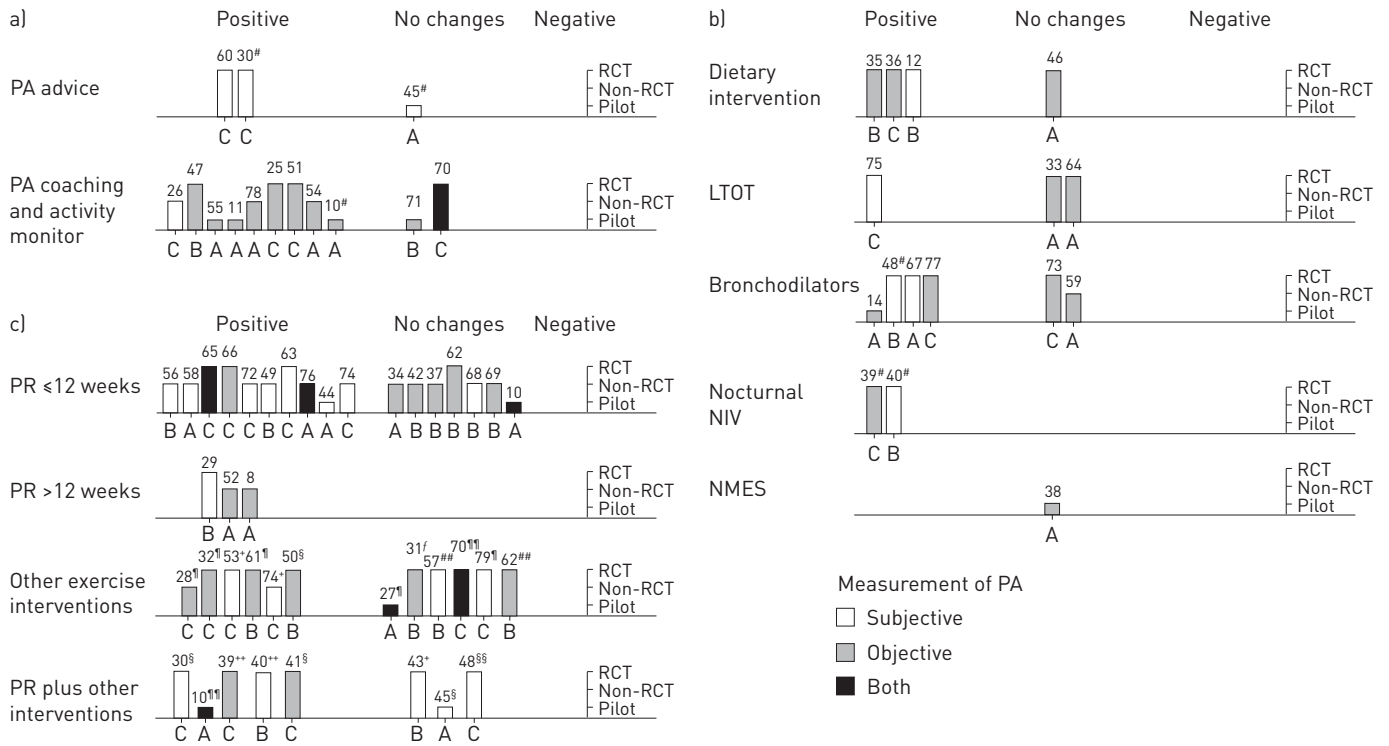 a) Positive No changes Negative
60 30#
45#
PA advice
RCT
Non-RCT
Pilot
C C A
PA coaching
and activity
monitor
26 47 55 11 78 25 51 54 10# 71 70
RCT
Non-RCT
Pilot
C B A A A C C A A B C
b) Positive No changes Negative
Dietary
intervention
35 36 12 46
RCT
Non-RCT
Pilot
B C B A
LTOT
75 33 64
RCT
Non-RCT
Pilot
C A A
Bronchodilators
14 48# 67 77 73 59
RCT
Non-RCT
Pilot
A B A C C A
Nocturnal
NIV
39# 40#
RCT
Non-RCT
Pilot
C B
NMES
38
RCT
Non-RCT
Pilot
A
c) Positive No changes Negative
PR ⩽12 weeks
56 58 65 66 72 49 63 76 44 74 34 42 37 62 68 69 10
RCT
Non-RCT
Pilot
B A C C C B C A A C A B B B B B A
PR >12 weeks
29 52 8
RCT
Non-RCT
Pilot
B A A
Other exercise
interventions
28¶ 32¶ 53+ 61¶ 74+ 50§ 27¶ 31ƒ 57## 70¶¶ 79¶ 62##
RCT
Non-RCT
Pilot
C C C B C B A B B C C B
PR plus other
interventions
30§ 10¶¶ 39++ 40++ 41§ 43+ 45§ 48§§
RCT
Non-RCT
Pilot
C A C B C B A C
Measurement of PA
Subjective
Objective
Both